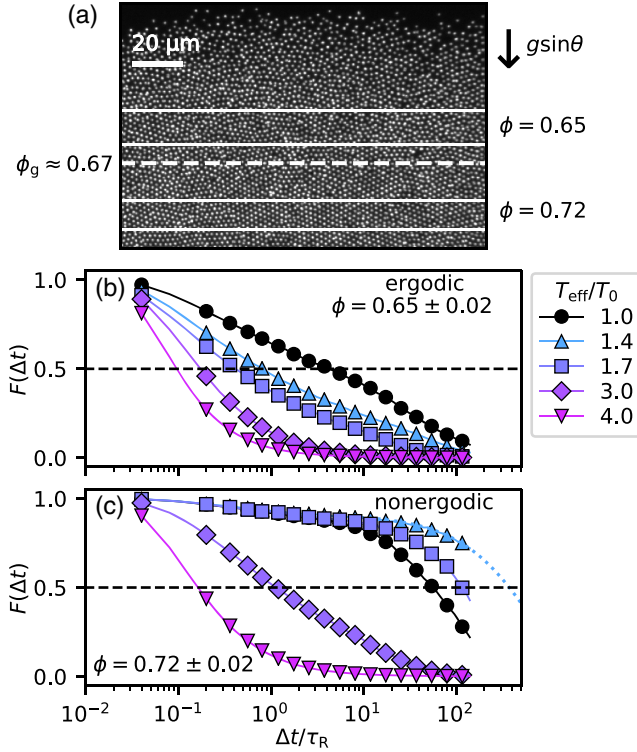 (a)
20 μm
g sinθ
ϕ = 0.65
ϕg ≈ 0.67
ϕ = 0.72
(b)
ergodic
ϕ = 0.65 ± 0.02
1.0
0.5
0.0
F(Δt)
Teff/T0
1.0
1.4
1.7
3.0
4.0
(c)
nonergodic
1.0
0.5
0.0
F(Δt)
ϕ = 0.72 ± 0.02
10⁻² 10⁻¹ 10⁰ 10¹ 10²
Δt/τR